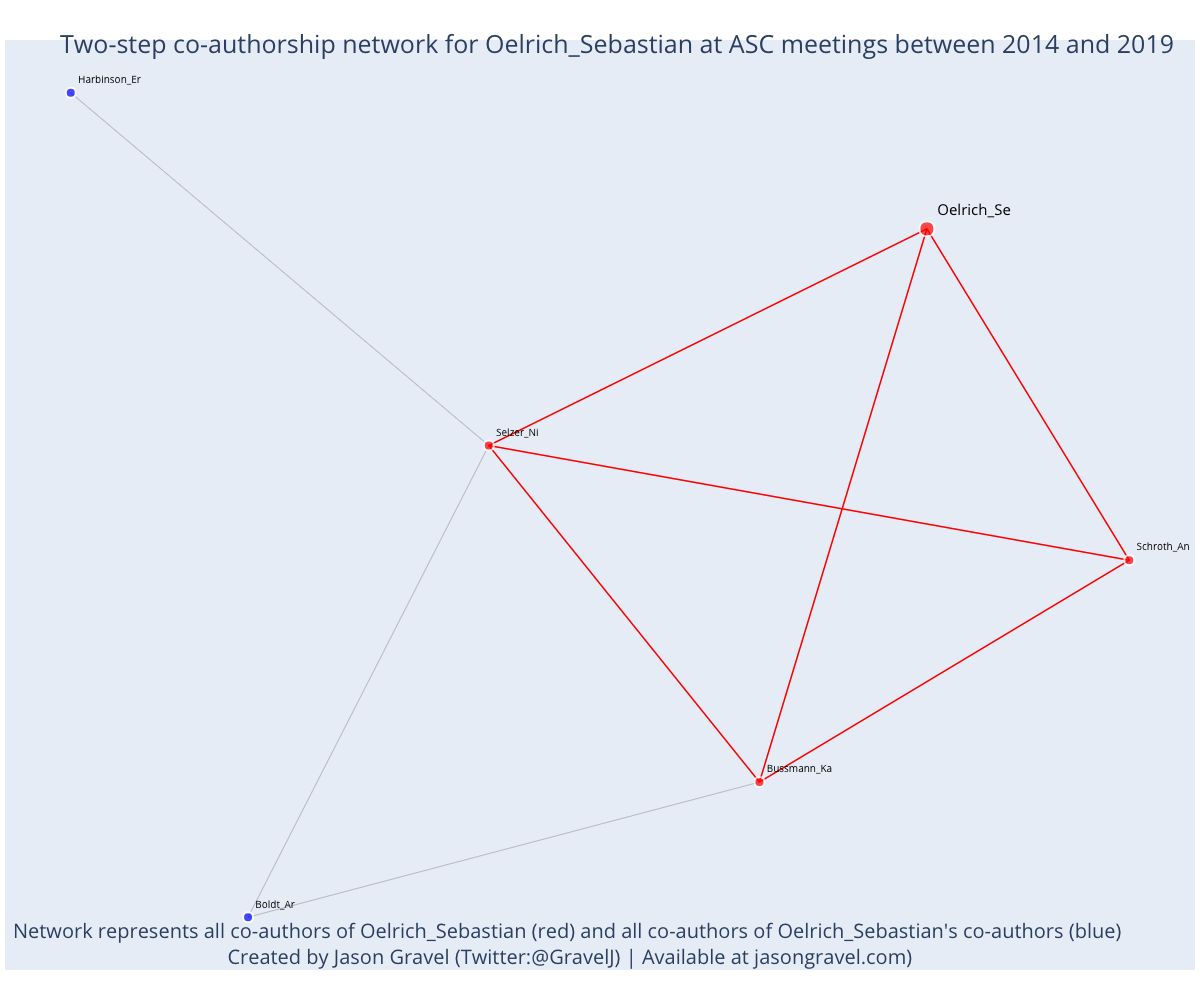 Two-step co-authorship network for Oelrich_Sebastian at ASC meetings between 2014 and 2019
Harbinson_Er
Oelrich_Se
Selzer_Ni
Schroth_An
Bussmann_Ka
Boldt_Ar
Network represents all co-authors of Oelrich_Sebastian (red) and all co-authors of Oelrich_Sebastian's co-authors (blue)
Created by Jason Gravel (Twitter:@GravelJ) | Available at jasongravel.com)